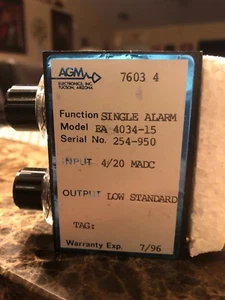 AGM
ELECTRONICS, INC.
TUCSON, ARIZONA
7603 4
Function SINGLE ALARM
Model EA 4034-15
Serial No. 254-950
INPUT 4/20 MADC
OUTPUT LOW STANDARD
TAG:
Warranty Exp. 7/96